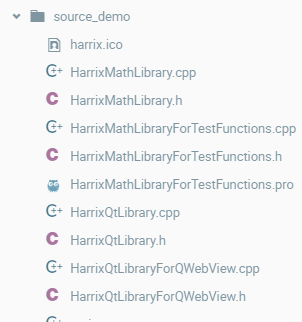 source_demo
harrix.ico
HarrixMathLibrary.cpp
HarrixMathLibrary.h
HarrixMathLibraryForTestFunctions.cpp
HarrixMathLibraryForTestFunctions.h
HarrixMathLibraryForTestFunctions.pro
HarrixQtLibrary.cpp
HarrixQtLibrary.h
HarrixQtLibraryForQWebView.cpp
HarrixQtLibraryForQWebView.h